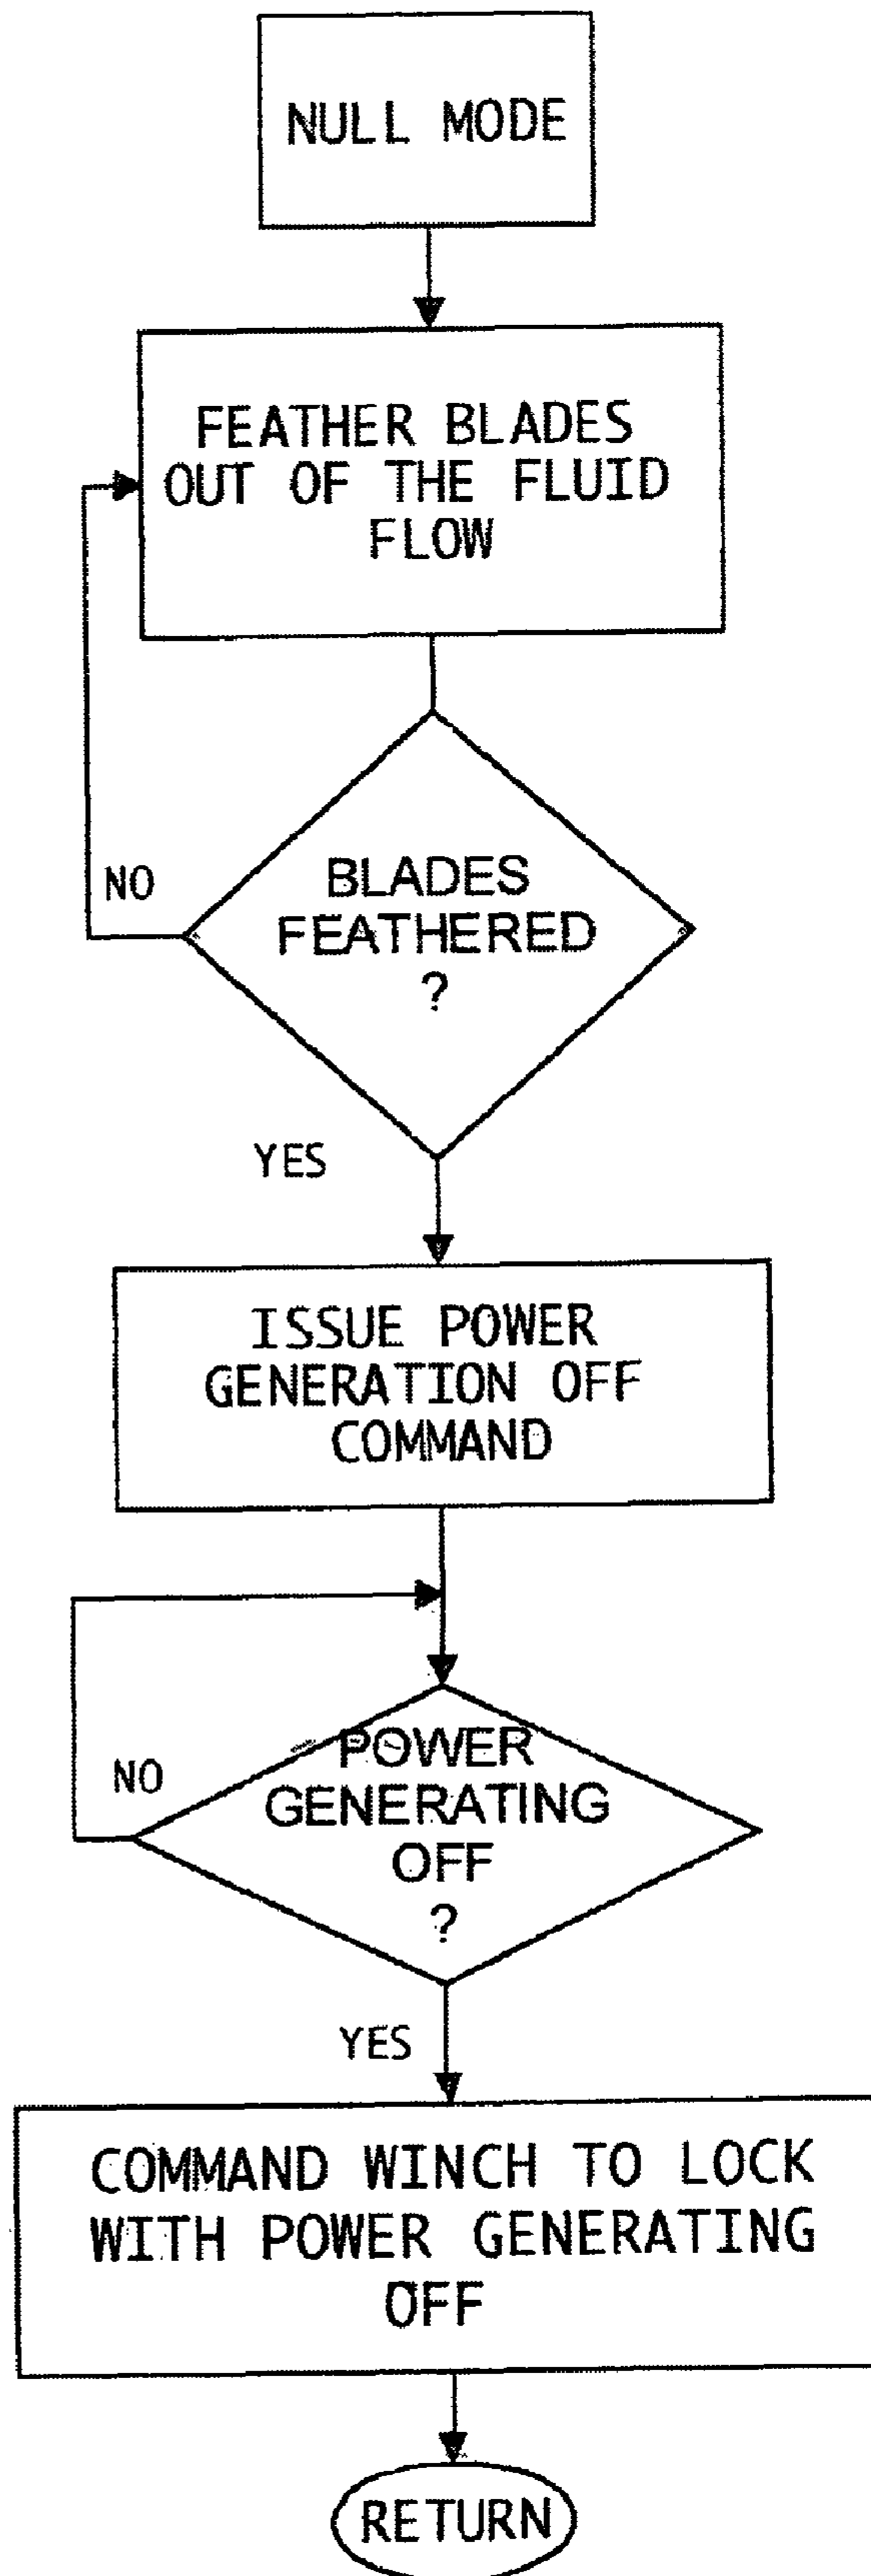 NULL MODE
FEATHER BLADES
OUT OF THE FLUID
FLOW
BLADES
FEATHERED
?
NO
YES
ISSUE POWER
GENERATION OFF
COMMAND
POWER
GENERATING
OFF
?
NO
YES
COMMAND WINCH TO LOCK
WITH POWER GENERATING
OFF
RETURN